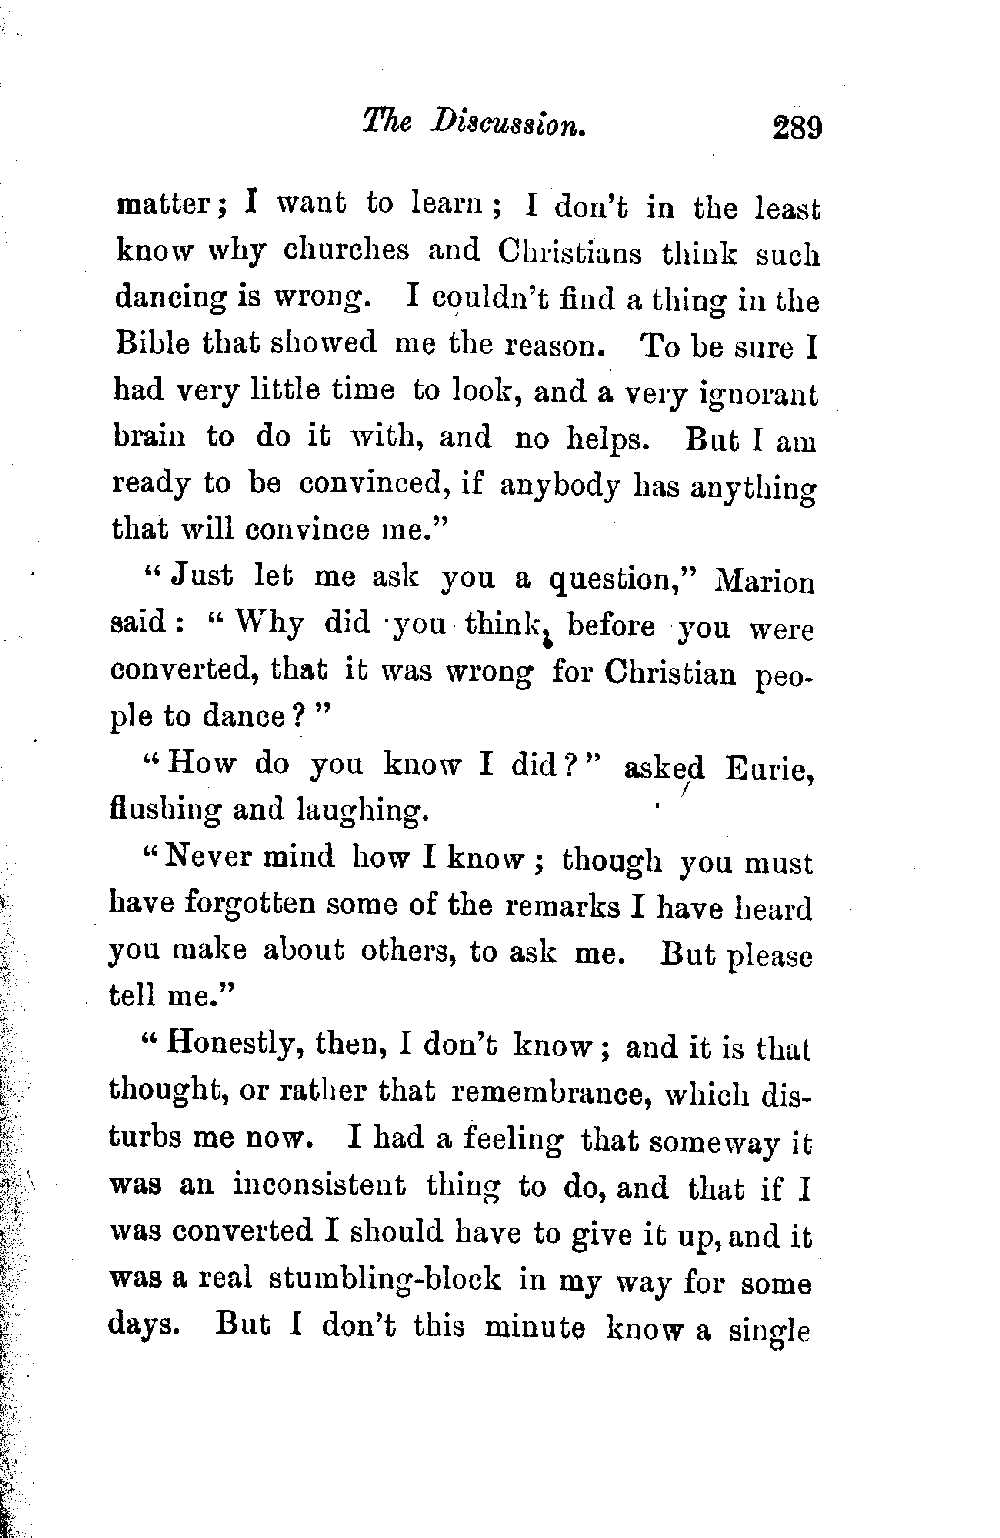 The Discussion. 289
matter; I want to learn; I don't in the least
know why churches and Christians think such
dancing is wrong. I couldn't find a thing in the
Bible that showed me the reason. To be sure I
had very little time to look, and a very ignorant
brain to do it with, and no helps. But I am
ready to be convinced, if anybody has anything
that will convince me."
"Just let me ask you a question," Marion
said: "Why did you think, before you were
converted, that it was wrong for Christian peo-
ple to dance?"
"How do you know I did?" asked Eurie,
flushing and laughing.
"Never mind how I know; though you must
have forgotten some of the remarks I have heard
you make about others, to ask me. But please
tell me."
"Honestly, then, I don't know; and it is that
thought, or rather that remembrance, which dis-
turbs me now. I had a feeling that someway it
was an inconsistent thing to do, and that if I
was converted I should have to give it up, and it
was a real stumbling-block in my way for some
days. But I don't this minute know a single